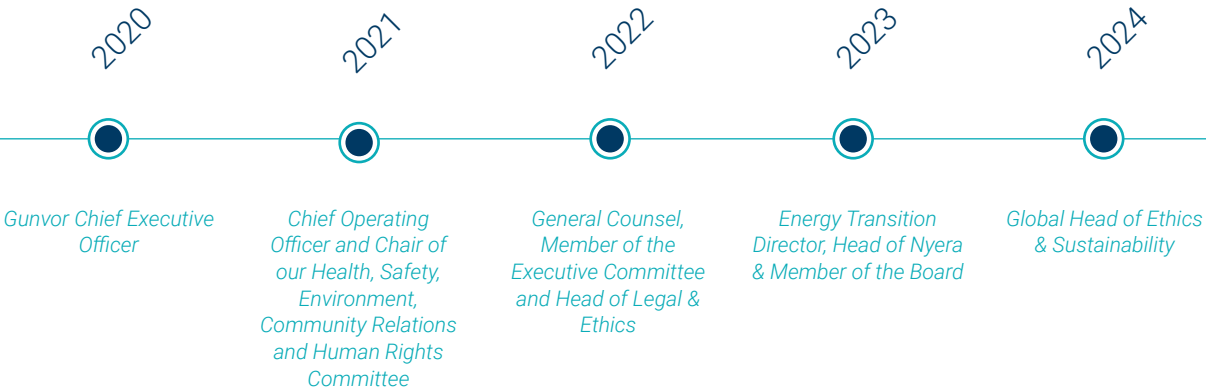 2020
2021
2022
2023
2024
Gunvor Chief Executive
Officer
Chief Operating
Officer and Chair of
our Health, Safety,
Environment,
Community Relations
and Human Rights
Committee
General Counsel,
Member of the
Executive Committee
and Head of Legal &
Ethics
Energy Transition
Director, Head of Nyera
& Member of the Board
Global Head of Ethics
& Sustainability